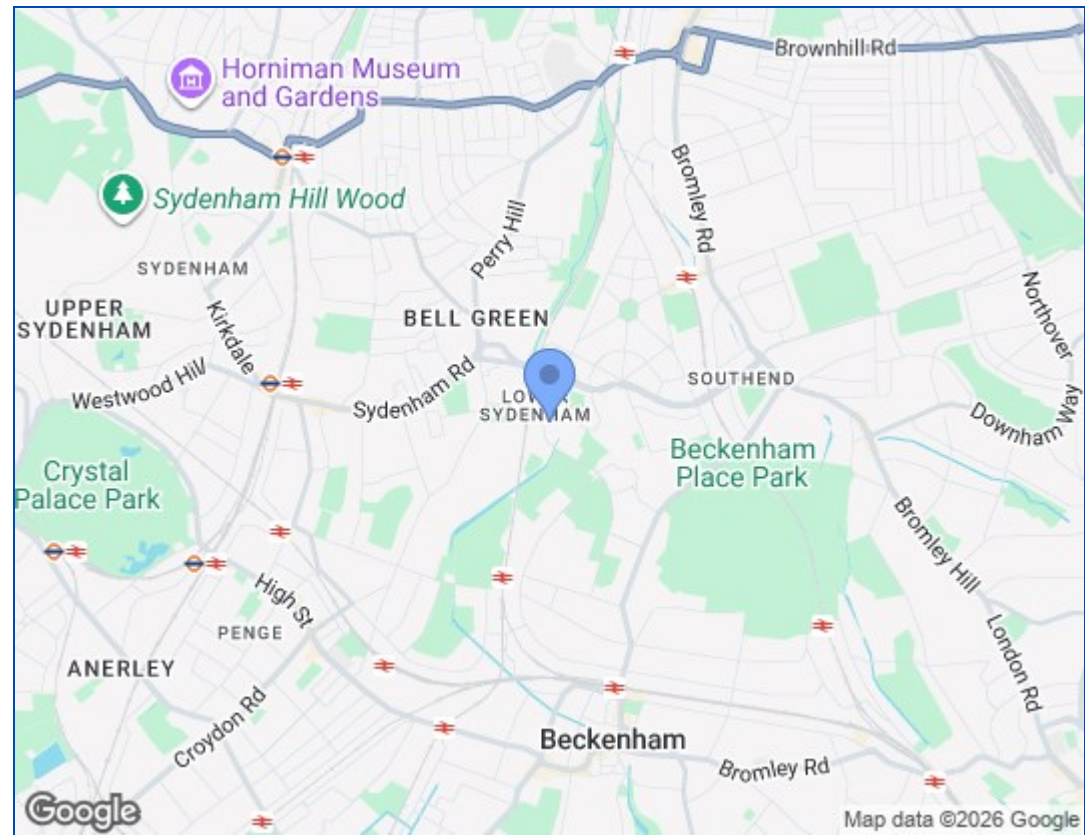 Brownhill Rd
Horniman Museum
and Gardens
Bromley Rd
Sydenham Hill Wood
Perry Hill
SYDENHAM
UPPER
SYDENHAM
Kirkdale
BELL GREEN
Northover
Westwood Hill
Sydenham Rd
LOWER
SYDENHAM
SOUTHEND
Downham Way
Crystal
Palace Park
Beckenham
Place Park
Bromley Hill
High St
PENGE
London Rd
ANERLEY
Croydon Rd
Beckenham
Bromley Rd
Google
Map data ©2026 Google